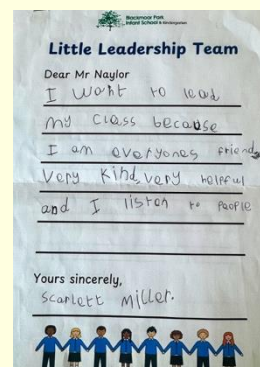 Blackmoor Park
Infant School & Kindergarten
Little Leadership Team
Dear Mr Naylor
I want to lead
my class because
I am everyones friend,
very kind, very helpful
and I listen to people
Yours sincerely,
Scarlett Miller.